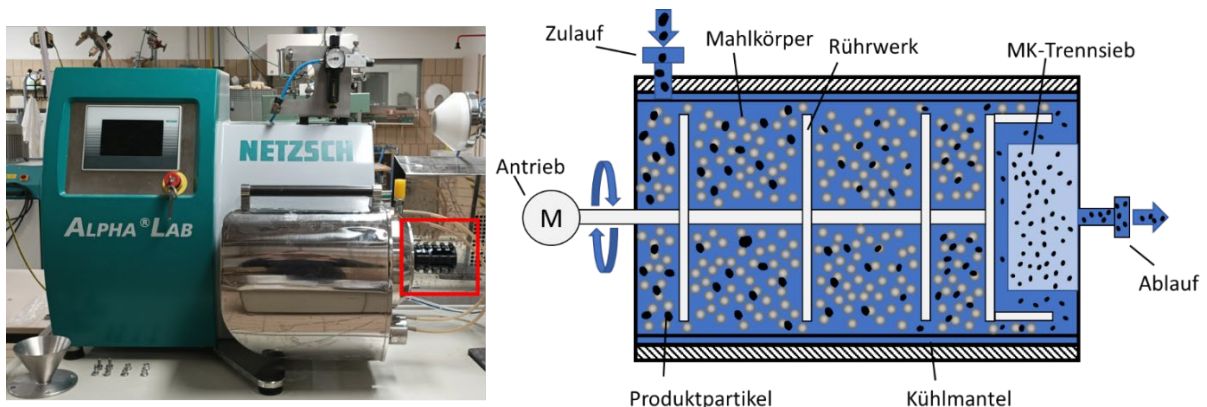 NETZSCH
ALPHA® LAB
Zulauf
Mahlkörper
Rührwerk
MK-Trennsieb
Antrieb
M
Ablauf
Produktpartikel
Kühlmantel